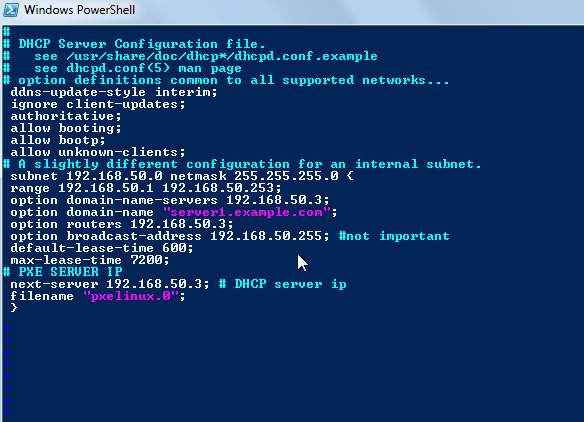 Windows PowerShell
#
# DHCP Server Configuration file.
#   see /usr/share/doc/dhcp*/dhcpd.conf.example
#   see dhcpd.conf(5) man page
# option definitions common to all supported networks...
ddns-update-style interim;
ignore client-updates;
authoritative;
allow booting;
allow bootp;
allow unknown-clients;
# A slightly different configuration for an internal subnet.
subnet 192.168.50.0 netmask 255.255.255.0 {
range 192.168.50.1 192.168.50.253;
option domain-name-servers 192.168.50.3;
option domain-name "server1.example.com";
option routers 192.168.50.3;
option broadcast-address 192.168.50.255; #not important
default-lease-time 600;
max-lease-time 7200;
# PXE SERVER IP
next-server 192.168.50.3; # DHCP server ip
filename "pxelinux.0";
}
~
~
~
~
~
~
~
~